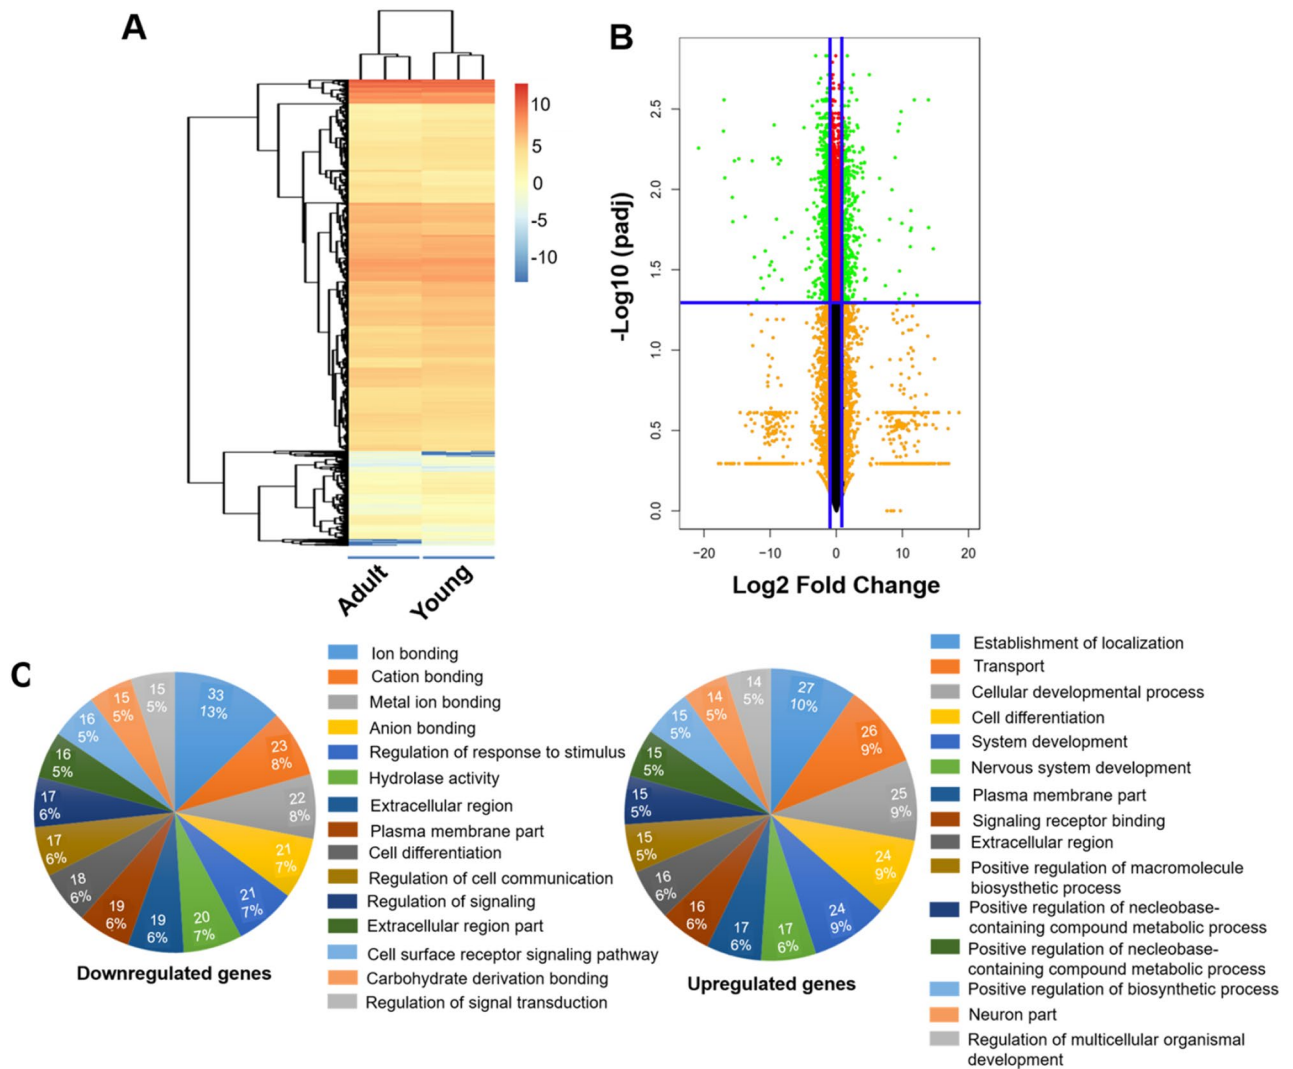 A
10
5
0
-5
-10
Adult
Young
B
-Log10 (padj)
2.5
2.0
1.5
1.0
0.5
0.0
−20
−10
0
10
20
Log2 Fold Change
C
33
13%
23
8%
22
8%
21
7%
21
7%
20
7%
19
6%
19
6%
18
6%
17
6%
17
6%
16
5%
16
5%
15
5%
15
5%
Downregulated genes
Ion bonding
Cation bonding
Metal ion bonding
Anion bonding
Regulation of response to stimulus
Hydrolase activity
Extracellular region
Plasma membrane part
Cell differentiation
Regulation of cell communication
Regulation of signaling
Extracellular region part
Cell surface receptor signaling pathway
Carbohydrate derivation bonding
Regulation of signal transduction
27
10%
26
9%
25
9%
24
9%
24
9%
17
6%
17
6%
16
6%
16
6%
15
5%
15
5%
15
5%
15
5%
14
5%
14
5%
Upregulated genes
Establishment of localization
Transport
Cellular developmental process
Cell differentiation
System development
Nervous system development
Plasma membrane part
Signaling receptor binding
Extracellular region
Positive regulation of macromolecule
biosysthetic process
Positive regulation of necleobase-
containing compound metabolic process
Positive regulation of necleobase-
containing compound metabolic process
Positive regulation of biosynthetic process
Neuron part
Regulation of multicellular organismal
development